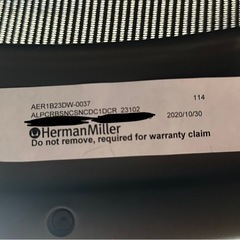 AER1B23DW-0037 114
ALPCRBSNCSNCDC1DCR 23102 2020/10/30
HermanMiller
Do not remove, required for warranty claim